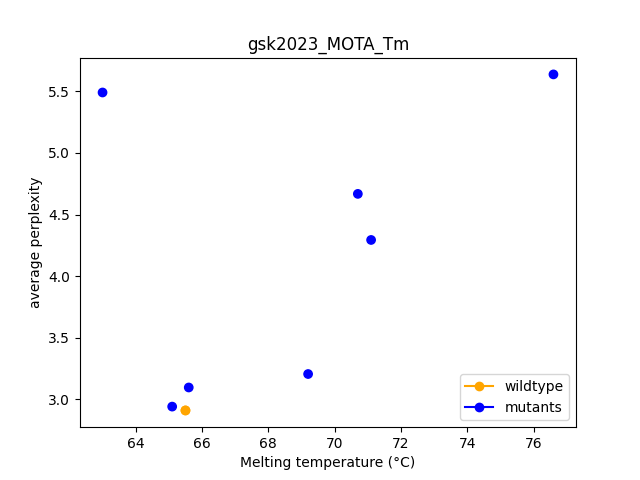 gsk2023_MOTA_Tm
average perplexity
5.5
5.0
4.5
4.0
3.5
3.0
wildtype
mutants
64 66 68 70 72 74 76
Melting temperature (°C)